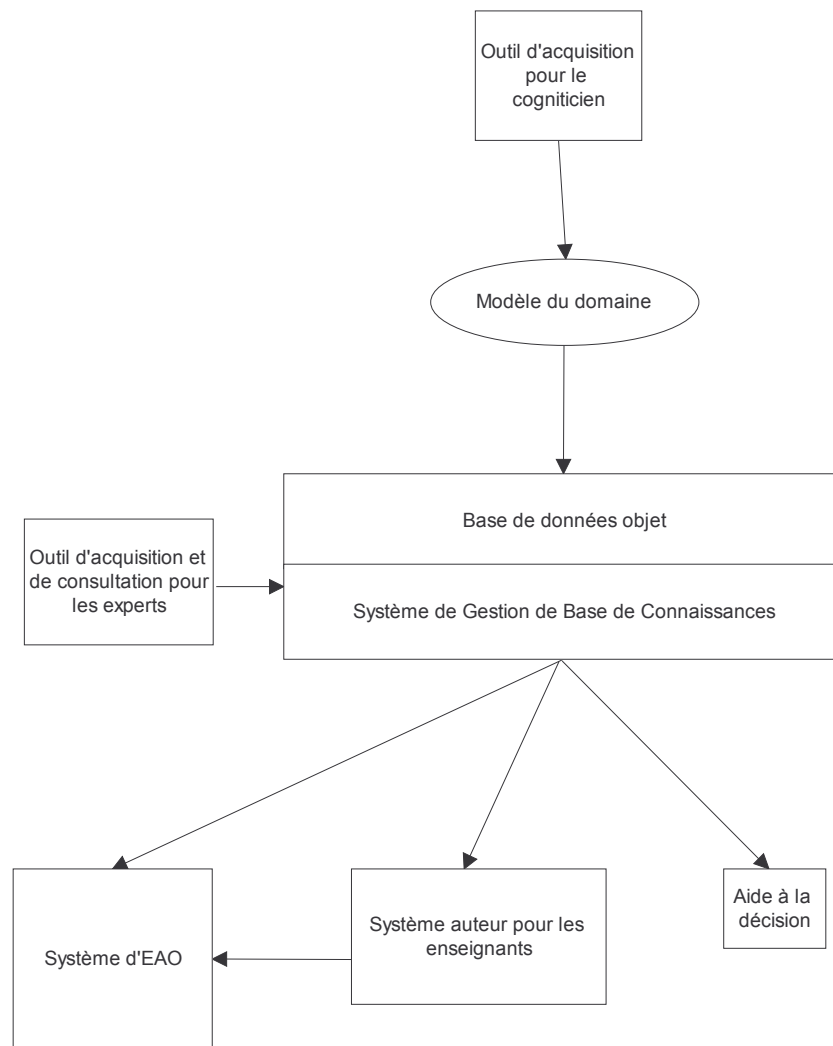 Outil d'acquisition
pour le
cogniticien
Modèle du domaine
Base de données objet
Outil d'acquisition et
de consultation pour
les experts
Système de Gestion de Base de Connaissances
Système d'EAO
Système auteur pour les
enseignants
Aide à la
décision